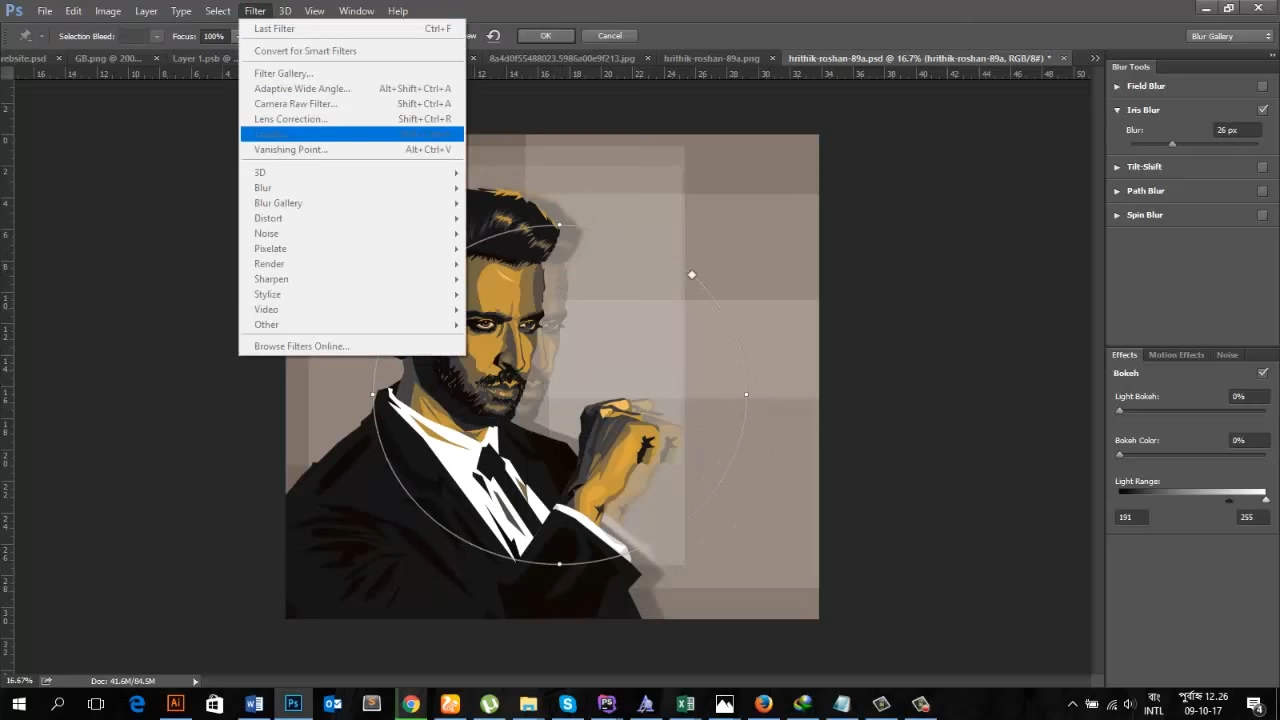 Ps File Edit Image Layer Type Select Filter 3D View Window Help
Selection Bleed: Focus: 100% OK Cancel Blur Gallery
ebsite.psd × GB.png @ 200... × Layer 1.psb @ × 8a4d0f55488023.5986a00e9f213.jpg × hrithik-roshan-89a.png × hrithik-roshan-89a.psd @ 16.7% (hrithik-roshan-89a, RGB/8#) * ×
Last Filter Ctrl+F
Convert for Smart Filters
Filter Gallery...
Adaptive Wide Angle... Alt+Shift+Ctrl+A
Camera Raw Filter... Shift+Ctrl+A
Lens Correction... Shift+Ctrl+R
Vanishing Point... Alt+Ctrl+V
3D
Blur
Blur Gallery
Distort
Noise
Pixelate
Render
Sharpen
Stylize
Video
Other
Browse Filters Online...
Blur Tools
Field Blur
Iris Blur
Blur: 26 px
Tilt-Shift
Path Blur
Spin Blur
Effects Motion Effects Noise
Bokeh
Light Bokeh: 0%
Bokeh Color: 0%
Light Range:
191 255
16.67% Doc: 41.6M/84.5M
বাং পূর্বাহ্ন 12.26
INTL 09-10-17